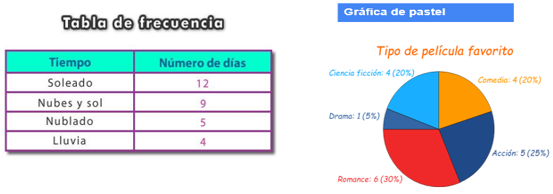 Tabla de frecuencia
Tiempo Número de días
Soleado 12
Nubes y sol 9
Nublado 5
Lluvia 4
Gráfica de pastel
Tipo de película favorito
Ciencia ficción: 4 (20%)
Comedia: 4 (20%)
Drama: 1 (5%)
Acción: 5 (25%)
Romance: 6 (30%)